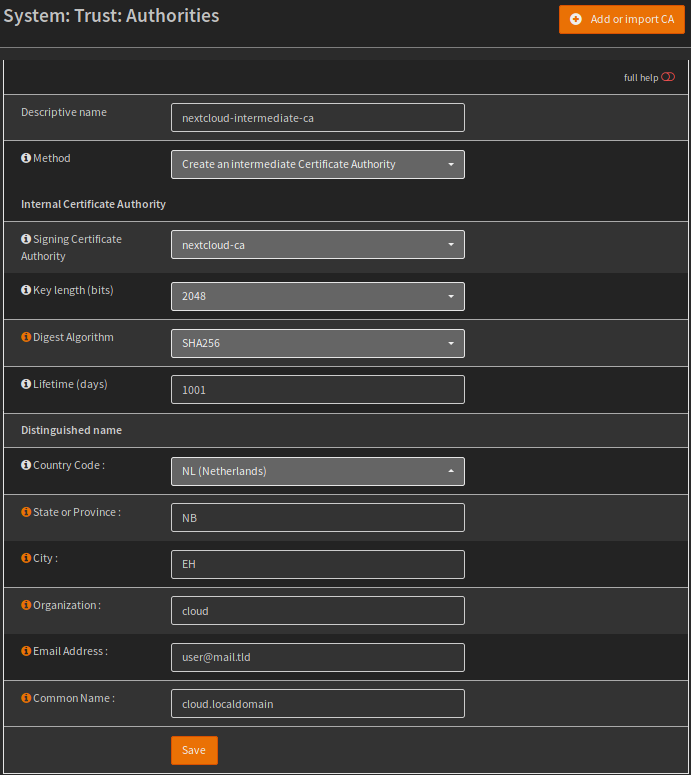 System: Trust: Authorities
Add or import CA
full help
Descriptive name
nextcloud-intermediate-ca
Method
Create an intermediate Certificate Authority
Internal Certificate Authority
Signing Certificate
Authority
nextcloud-ca
Key length (bits)
2048
Digest Algorithm
SHA256
Lifetime (days)
1001
Distinguished name
Country Code :
NL (Netherlands)
State or Province :
NB
City :
EH
Organization :
cloud
Email Address :
user@mail.tld
Common Name :
cloud.localdomain
Save